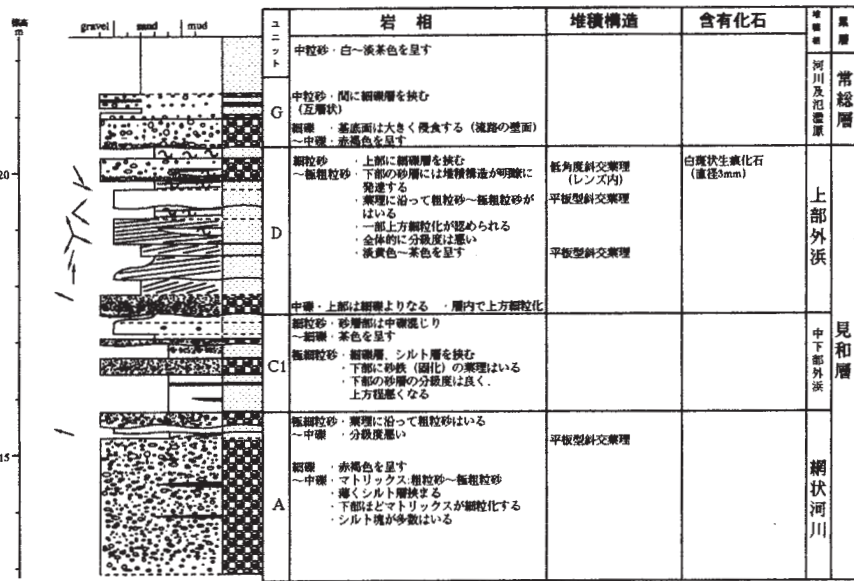 標高
m
gravel
sand
mud
20
15
ユニット
岩相
堆積構造
含有化石
堆積相
累層
中粒砂・白～淡茶色を呈す
G
中粒砂・間に細礫層を挟む
(互層状)
細礫　・基底面は大きく侵食する (流路の壁面)
～中礫・赤褐色を呈す
河川及氾濫原
常総層
D
細粒砂　・上部に細礫層を挟む
～極粗粒砂・下部の砂層には堆積構造が明瞭に
発達する
・葉理に沿って粗粒砂～極粗粒砂が
はいる
・一部上方細粒化が認められる
・全体的に分級度は悪い
・淡黄色～茶色を呈す
中礫・上部は細礫よりなる　・層内で上方細粒化
低角度斜交葉理
(レンズ内)
平板型斜交葉理
平板型斜交葉理
白斑状生痕化石
(直径3mm)
上部外浜
C1
細粒砂・砂層部は中礫混じり
～細礫・茶色を呈す
極細粒砂・細礫層、シルト層を挟む
・下部に砂鉄 (固化) の葉理はいる
・下部の砂層の分級度は良く、
上方程悪くなる
中下部外浜
見和層
A
極細粒砂・葉理に沿って粗粒砂はいる
～中礫　・分級度悪い
平板型斜交葉理
細礫　・赤褐色を呈す
～中礫・マトリックス:粗粒砂～極粗粒砂
・薄くシルト層挟まる
・下部ほどマトリックスが細粒化する
・シルト塊が多数はいる
網状河川